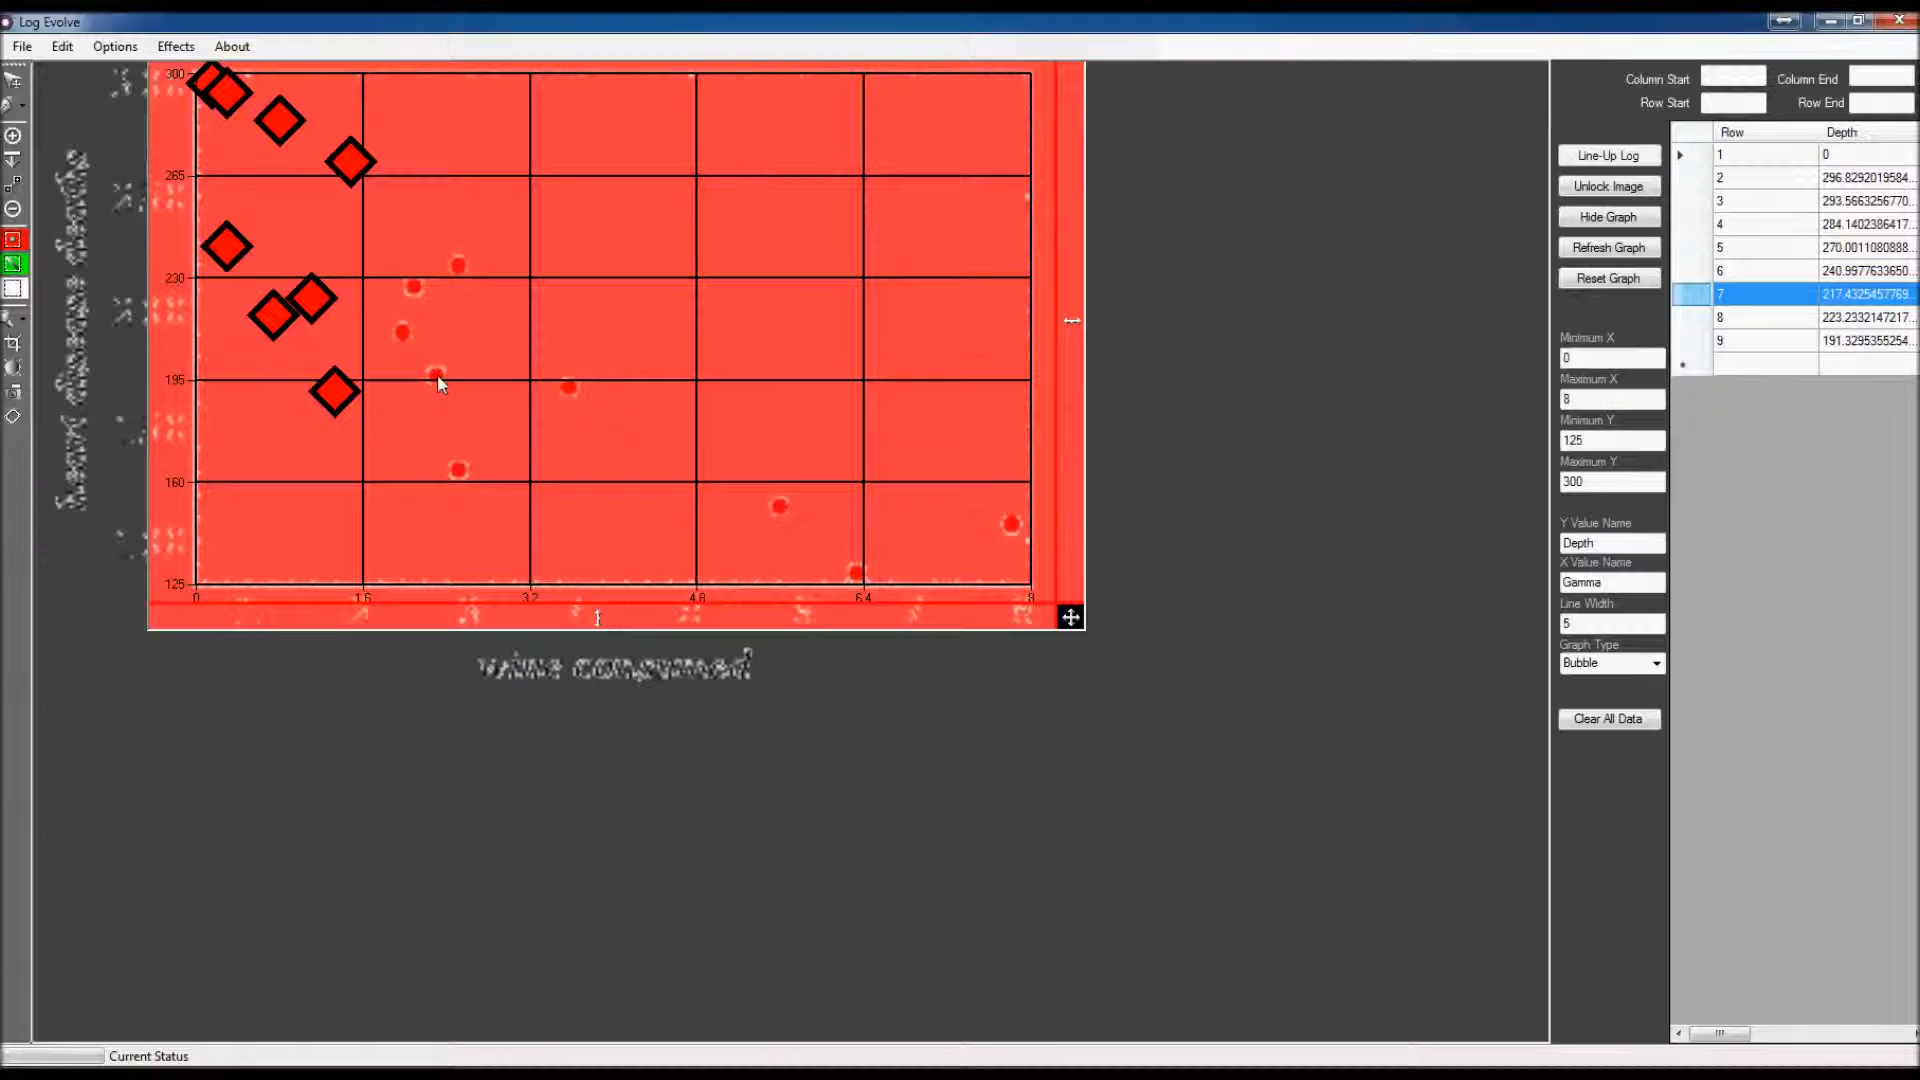 Log Evolve
File Edit Options Effects About
300
265
230
195
160
125
0 1.6 3.2 4.8 6.4 8
wine consumed
Column Start Column End
Row Start Row End
Line-Up Log
Unlock Image
Hide Graph
Refresh Graph
Reset Graph
Minimum X
0
Maximum X
8
Minimum Y
125
Maximum Y
300
Y Value Name
Depth
X Value Name
Gamma
Line Width
5
Graph Type
Bubble
Clear All Data
Row Depth
1 0
2 296.8292019584...
3 293.5663256770...
4 284.1402386417...
5 270.0011080888...
6 240.9977633650...
7 217.4325457769...
8 223.2332147217...
9 191.3295355254...
*
Current Status